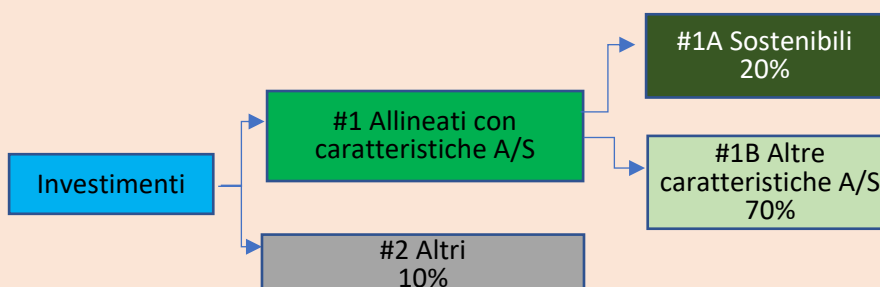 Investimenti
#1 Allineati con
caratteristiche A/S
#2 Altri
10%
#1A Sostenibili
20%
#1B Altre
caratteristiche A/S
70%